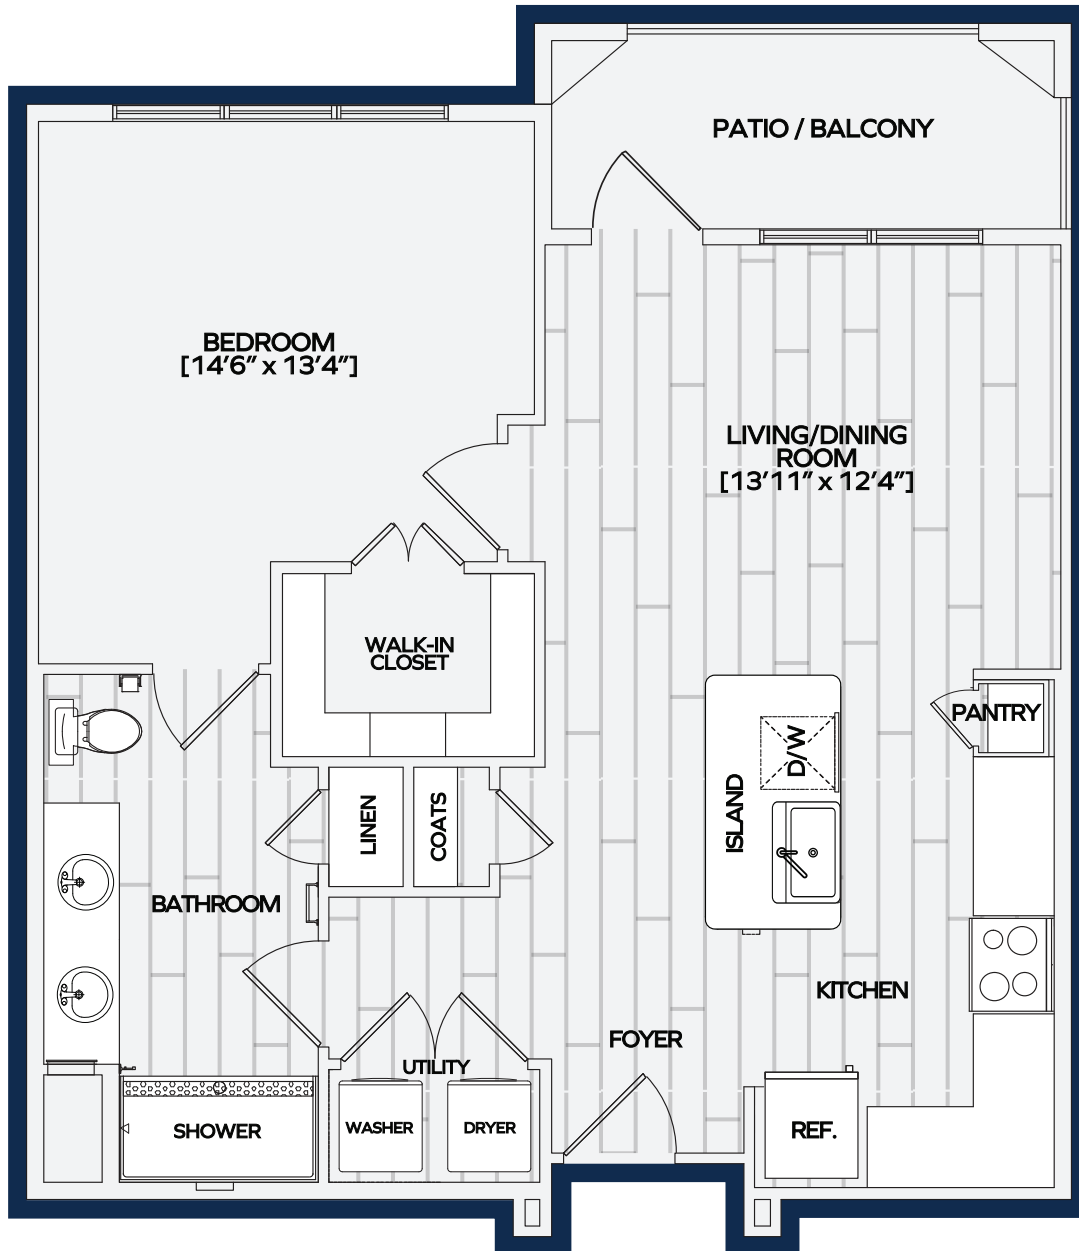 PATIO / BALCONY
BEDROOM
[14’6” x 13’4”]
LIVING/DINING
ROOM
[13’11” x 12’4”]
WALK-IN
CLOSET
PANTRY
D/W
ISLAND
LINEN
COATS
BATHROOM
KITCHEN
FOYER
UTILITY
WASHER
DRYER
SHOWER
REF.